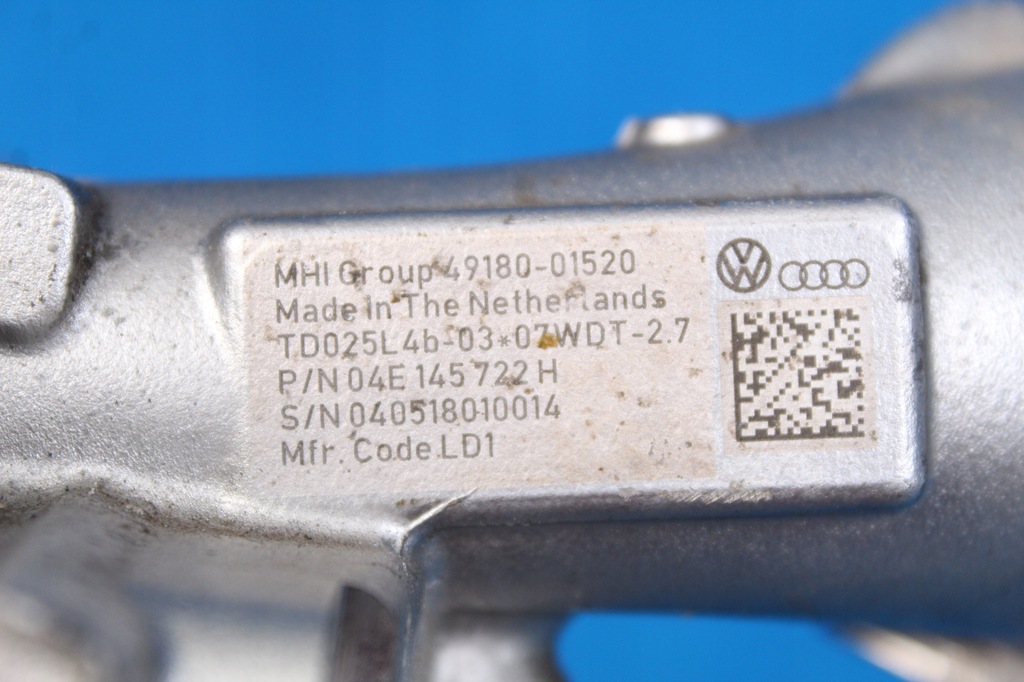 MHI Group 49180-01520
Made in The Netherlands
TD025L4b-03*07WDT-2.7
P/N 04E 145 722 H
S/N 040518010014
Mfr. Code LD1